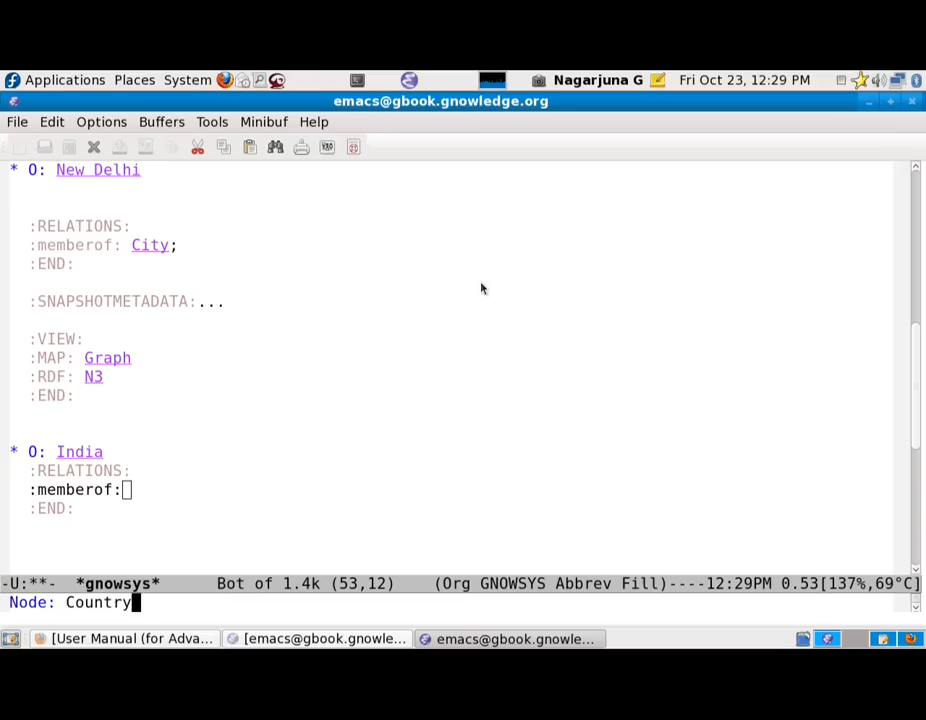 Applications Places System Nagarjuna G Fri Oct 23, 12:29 PM
emacs@gbook.gnowledge.org
File Edit Options Buffers Tools Minibuf Help
* O: New Delhi
:RELATIONS:
:memberof: City;
:END:
:SNAPSHOTMETADATA:...
:VIEW:
:MAP: Graph
:RDF: N3
:END:
* O: India
:RELATIONS:
:memberof:
:END:
-U:**- *gnowsys* Bot of 1.4k (53,12) (Org GNOWSYS Abbrev Fill)----12:29PM 0.53[137%,69°C]
Node: Country
[User Manual (for Adva... [emacs@gbook.gnowle... emacs@gbook.gnowle...